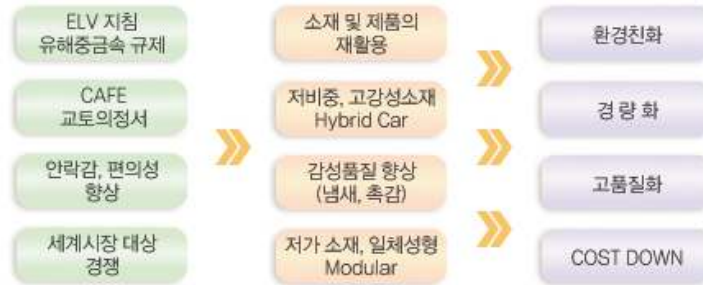 ELV 지침
유해중금속 규제
CAFE
교토의정서
안락감, 편의성
향상
세계시장 대상
경쟁
소재 및 제품의
재활용
저비중, 고강성소재
Hybrid Car
감성품질 향상
(냄새, 촉감)
저가 소재, 일체성형
Modular
환경친화
경 량 화
고품질화
COST DOWN